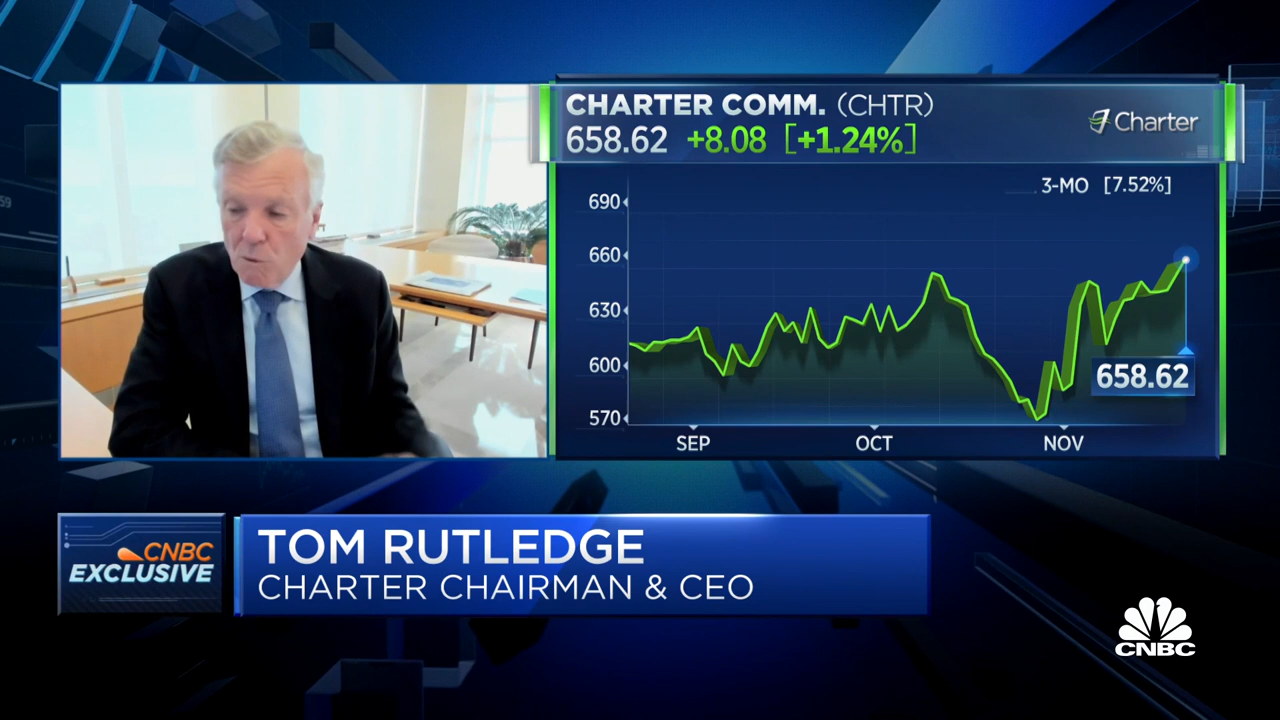 CHARTER COMM. (CHTR)
658.62 +8.08 [+1.24%]
Charter
3-MO [7.52%]
690
660
630
600
570
658.62
SEP OCT NOV
59
CNBC
EXCLUSIVE
TOM RUTLEDGE
CHARTER CHAIRMAN & CEO
CNBC